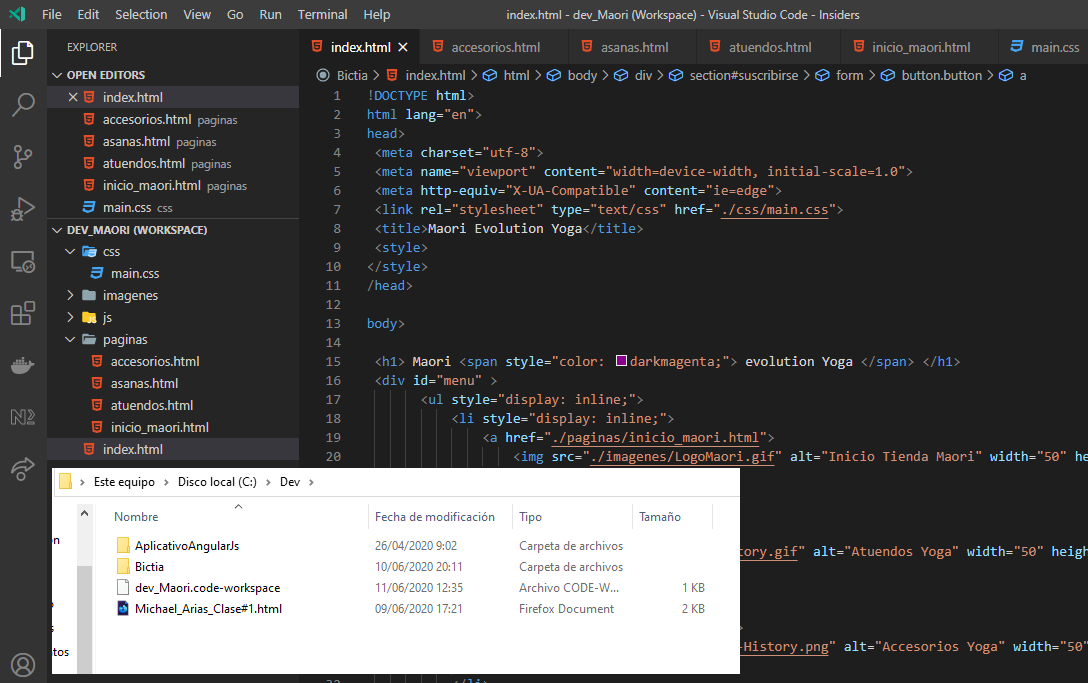 File Edit Selection View Go Run Terminal Help index.html - dev_Maori (Workspace) - Visual Studio Code - Insiders
EXPLORER
OPEN EDITORS
index.html
accesorios.html paginas
asanas.html paginas
atuendos.html paginas
inicio_maori.html paginas
main.css css
DEV_MAORI (WORKSPACE)
css
main.css
imagenes
js
paginas
accesorios.html
asanas.html
atuendos.html
inicio_maori.html
index.html
index.html accesorios.html asanas.html atuendos.html inicio_maori.html main.css
Bictia > index.html > html > body > div > section#suscribirse > form > button.button > a
1 !DOCTYPE html>
2 html lang="en">
3 head>
4 <meta charset="utf-8">
5 <meta name="viewport" content="width=device-width, initial-scale=1.0">
6 <meta http-equiv="X-UA-Compatible" content="ie=edge">
7 <link rel="stylesheet" type="text/css" href="./css/main.css">
8 <title>Maori Evolution Yoga</title>
9 <style>
10 </style>
11 /head>
12
13 body>
14
15 <h1> Maori <span style="color: darkmagenta;"> evolution Yoga </span> </h1>
16 <div id="menu" >
17 <ul style="display: inline;">
18 <li style="display: inline;">
19 <a href="./paginas/inicio_maori.html">
20 <img src="./imagenes/LogoMaori.gif" alt="Inicio Tienda Maori" width="50" he
tory.gif" alt="Atuendos Yoga" width="50" heigh
>
-History.png" alt="Accesorios Yoga" width="50"
</li>
Este equipo > Disco local (C:) > Dev >
Nombre Fecha de modificación Tipo Tamaño
AplicativoAngularJs 26/04/2020 9:02 Carpeta de archivos
Bictia 10/06/2020 20:11 Carpeta de archivos
dev_Maori.code-workspace 11/06/2020 12:35 Archivo CODE-W... 1 KB
Michael_Arias_Clase#1.html 09/06/2020 17:21 Firefox Document 2 KB
tos